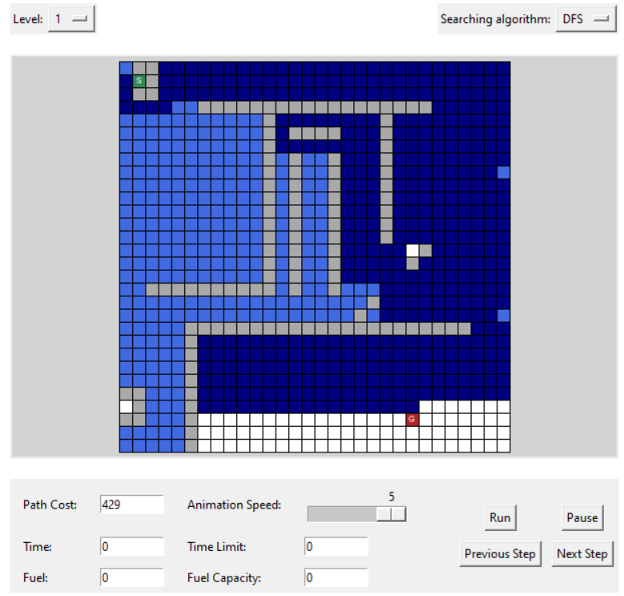 Level: 1
Searching algorithm: DFS
S
G
Path Cost: 429
Animation Speed: 5
Run
Pause
Time: 0
Time Limit: 0
Previous Step
Next Step
Fuel: 0
Fuel Capacity: 0